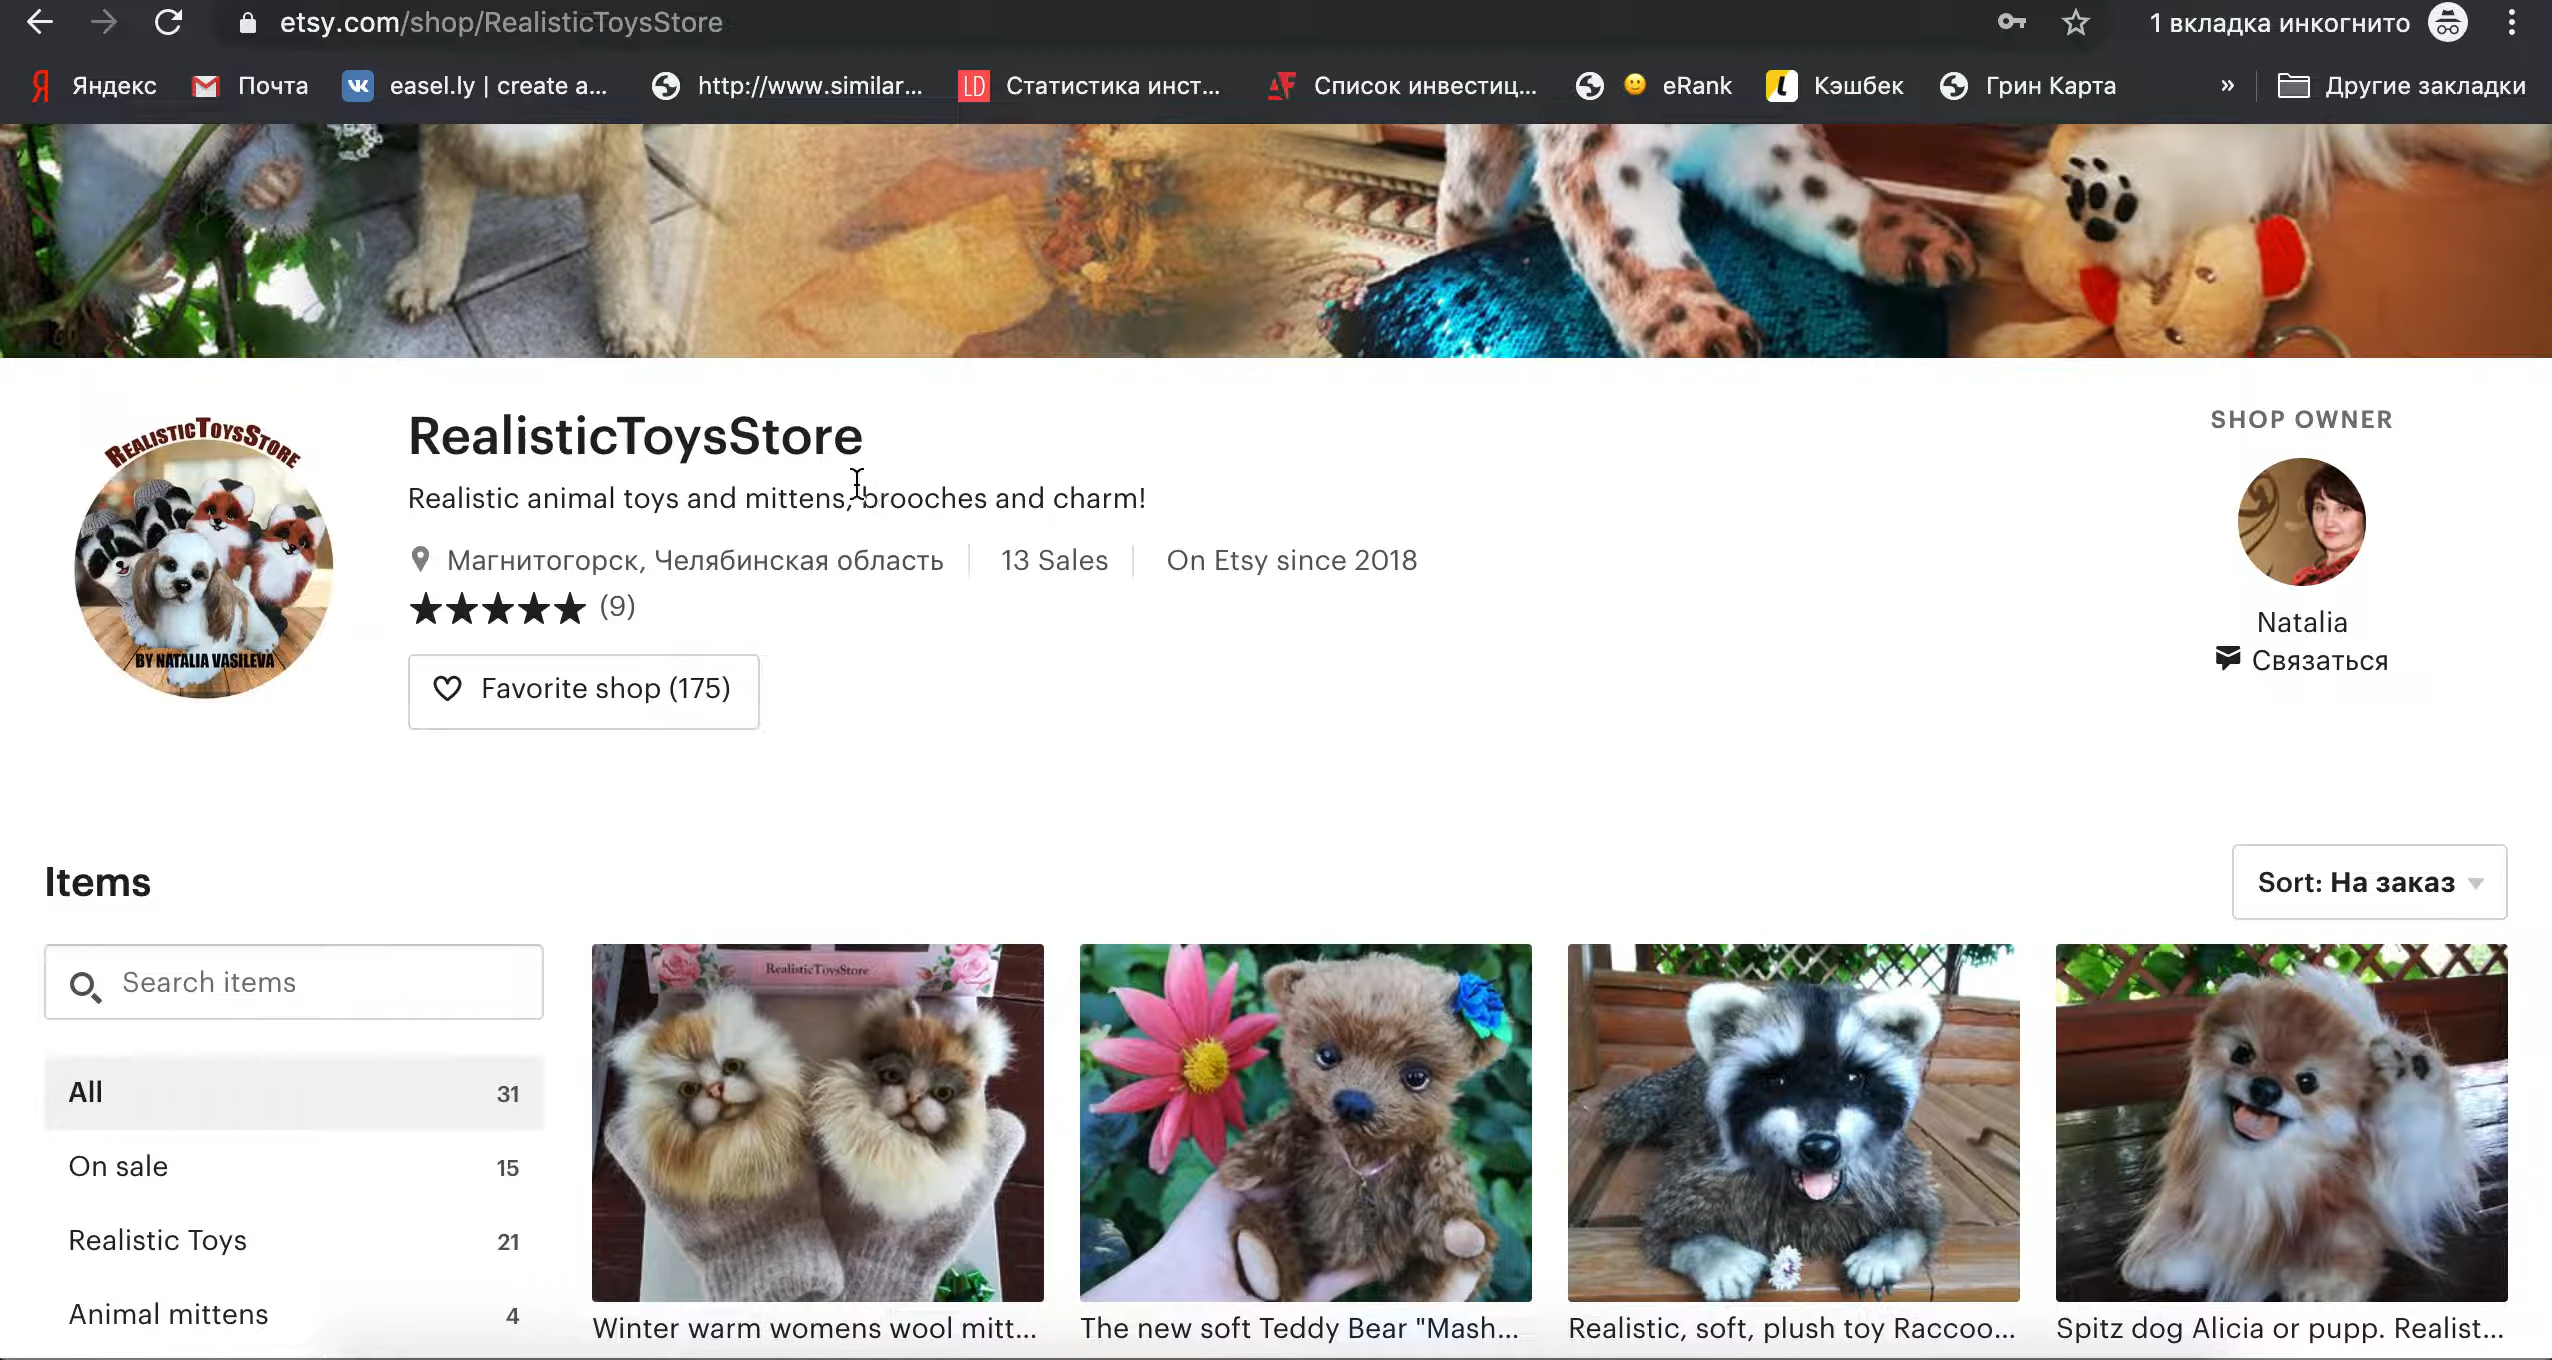 etsy.com/shop/RealisticToysStore
1 вкладка инкогнито
Яндекс
Почта
easel.ly | create a...
http://www.similar...
Статистика инст...
Список инвестиц...
eRank
Кэшбек
Грин Карта
»
Другие закладки
REALISTICTOYSSTORE
BY NATALIA VASILEVA
RealisticToysStore
Realistic animal toys and mittens, brooches and charm!
Магнитогорск, Челябинская область
13 Sales
On Etsy since 2018
(9)
Favorite shop (175)
SHOP OWNER
Natalia
Связаться
Items
Sort: На заказ
Search items
All 31
On sale 15
Realistic Toys 21
Animal mittens 4
RealisticToysStore
Winter warm womens wool mitt...
The new soft Teddy Bear "Mash...
Realistic, soft, plush toy Raccoo...
Spitz dog Alicia or pupp. Realist...